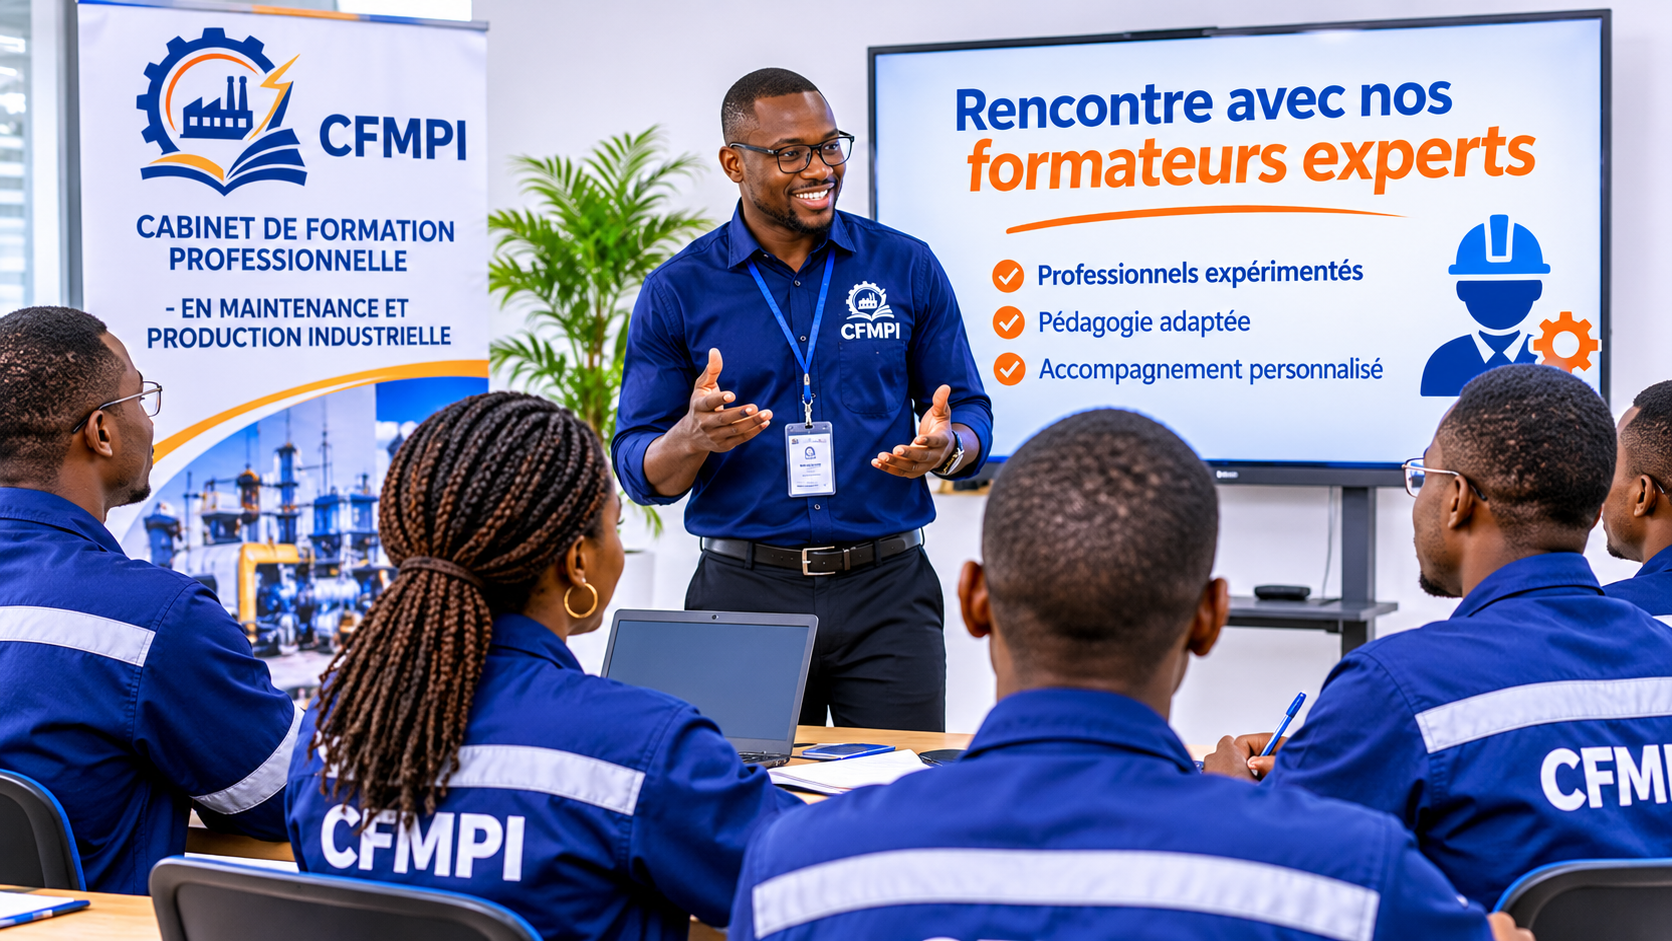 CFMPI
CABINET DE FORMATION
PROFESSIONNELLE
- EN MAINTENANCE ET
PRODUCTION INDUSTRIELLE
Rencontre avec nos
formateurs experts
Professionnels expérimentés
Pédagogie adaptée
Accompagnement personnalisé
CFMPI
CFMPI
CFM